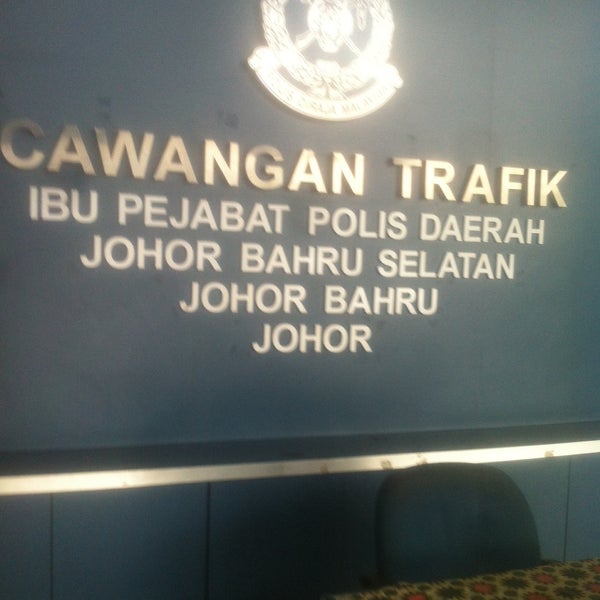 CAWANGAN TRAFIK
IBU PEJABAT POLIS DAERAH
JOHOR BAHRU SELATAN
JOHOR BAHRU
JOHOR